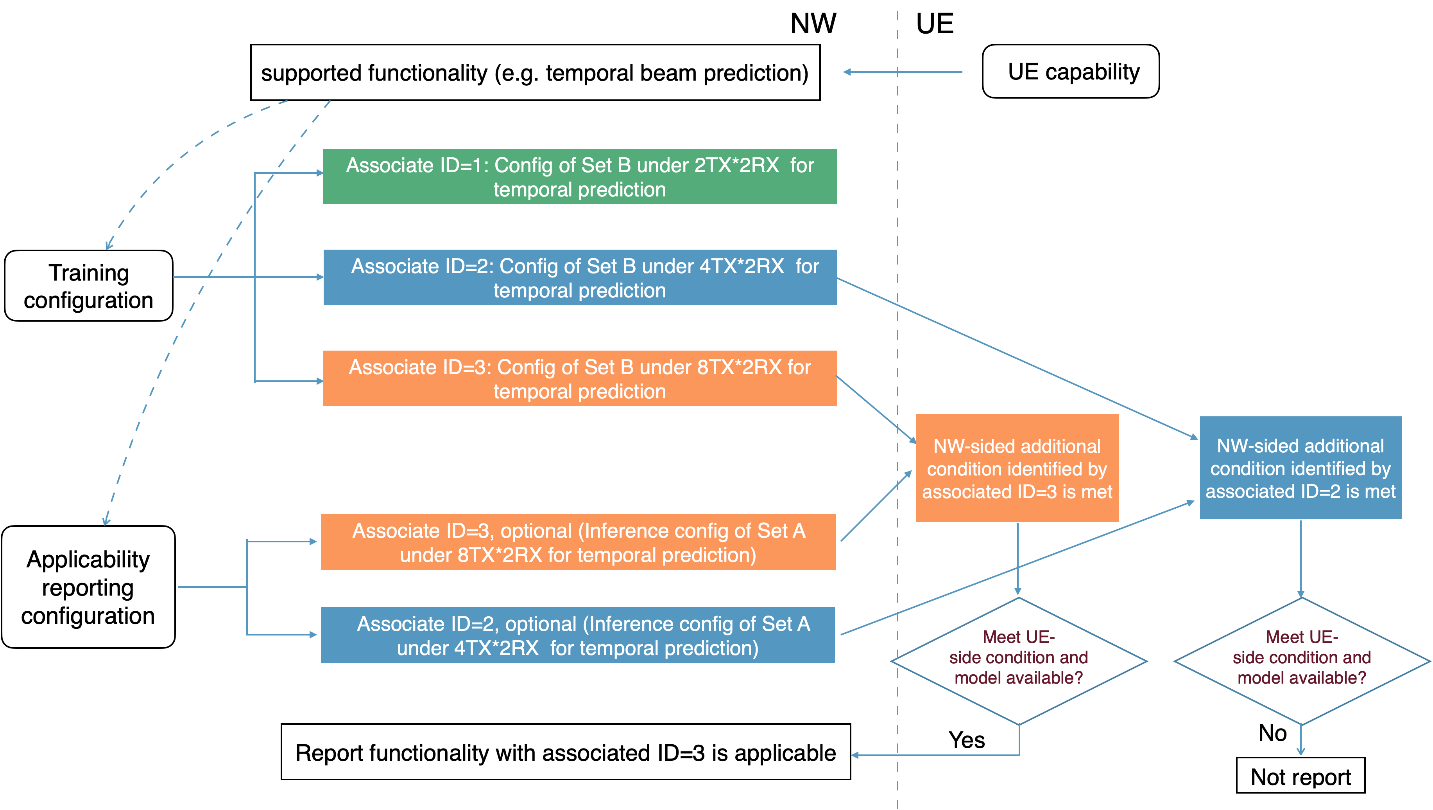 NW
UE
supported functionality (e.g. temporal beam prediction)
UE capability
Associate ID=1: Config of Set B under 2TX*2RX for
temporal prediction
Training
configuration
Associate ID=2: Config of Set B under 4TX*2RX for
temporal prediction
Associate ID=3: Config of Set B under 8TX*2RX for
temporal prediction
NW-sided additional
condition identified by
associated ID=3 is met
NW-sided additional
condition identified by
associated ID=2 is met
Applicability
reporting
configuration
Associate ID=3, optional (Inference config of Set A
under 8TX*2RX for temporal prediction)
Associate ID=2, optional (Inference config of Set A
under 4TX*2RX for temporal prediction)
Meet UE-
side condition and
model available?
Meet UE-
side condition and
model available?
Report functionality with associated ID=3 is applicable
Yes
No
Not report